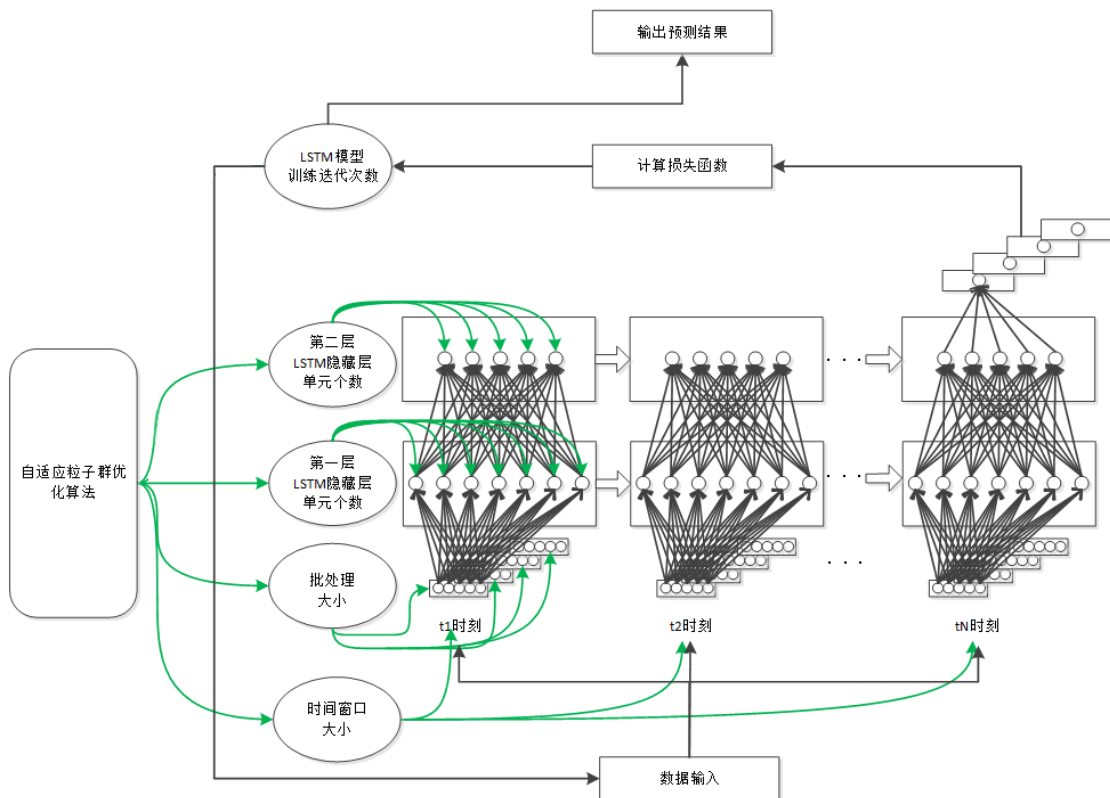 输出预测结果
LSTM模型
训练迭代次数
计算损失函数
第二层
LSTM隐藏层
单元个数
· · ·
自适应粒子群优
化算法
第一层
LSTM隐藏层
单元个数
· · ·
批处理
大小
· · ·
t1时刻
t2时刻
tN时刻
时间窗口
大小
数据输入